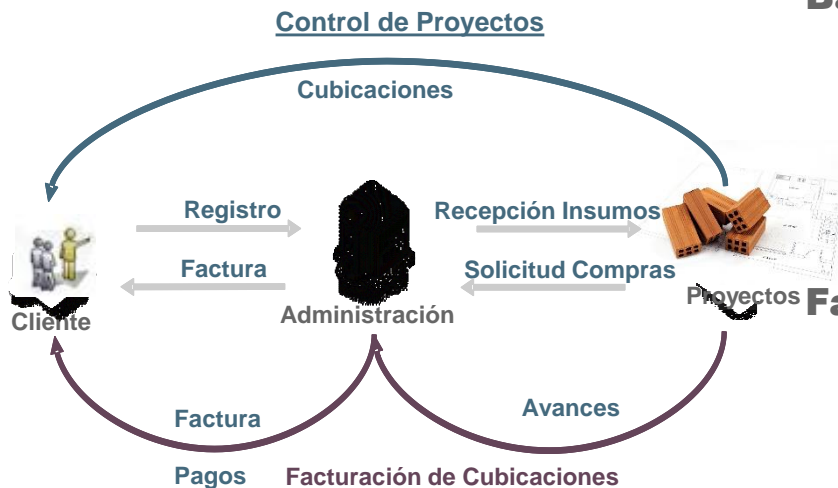 Control de Proyectos
Cubicaciones
Registro
Recepción Insumos
Factura
Solicitud Compras
Cliente
Administración
Proyectos
Factura
Avances
Pagos
Facturación de Cubicaciones